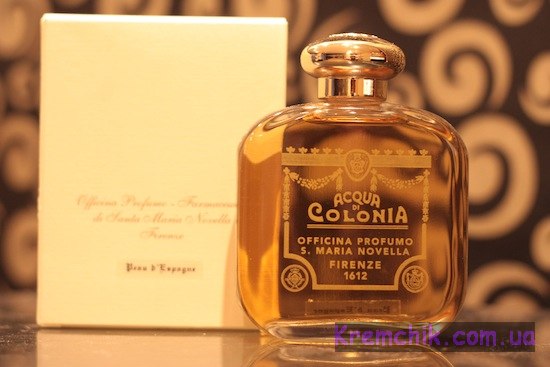 Officina Profumo - Farmaceu
di Santa Maria Novella
Firenze
Peau d'Espagne
ACQUA
DI
COLONIA
OFFICINA PROFUMO
S. MARIA NOVELLA
FIRENZE
1612
Kremchik.com.ua